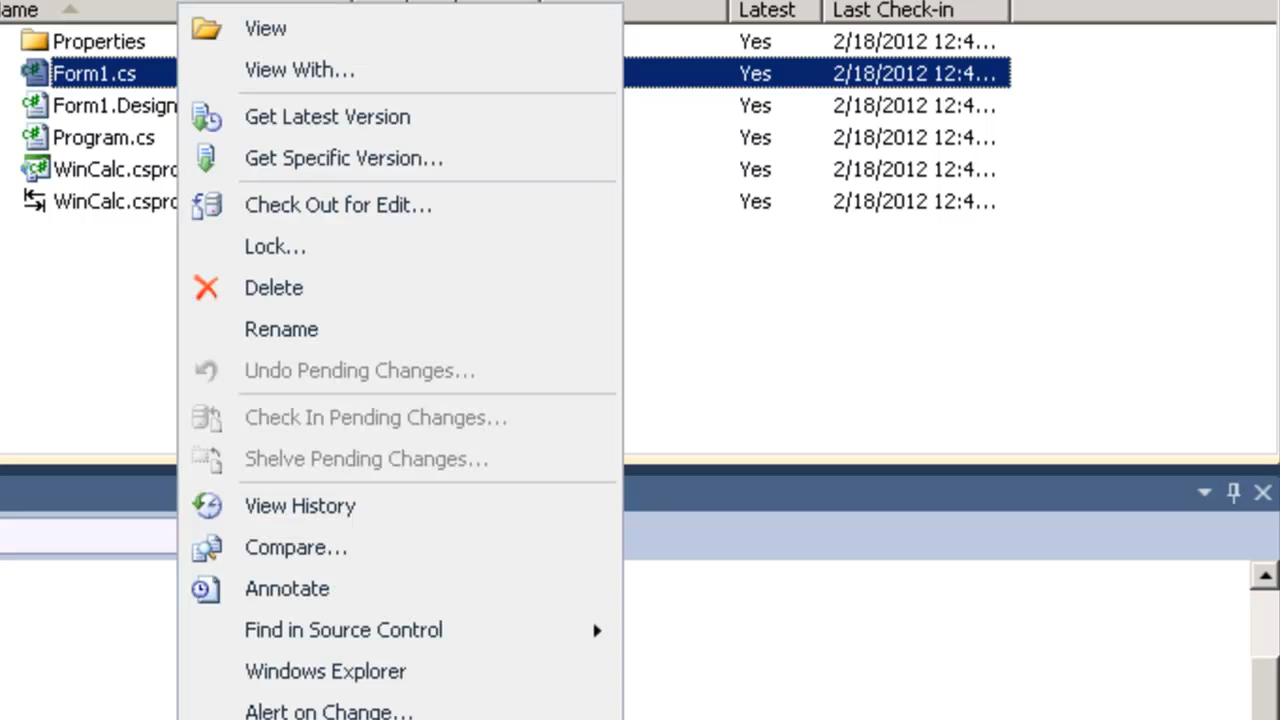 ame Latest Last Check-in
Properties Yes 2/18/2012 12:4...
Form1.cs Yes 2/18/2012 12:4...
Form1.Design Yes 2/18/2012 12:4...
Program.cs Yes 2/18/2012 12:4...
WinCalc.cspro Yes 2/18/2012 12:4...
WinCalc.cspro Yes 2/18/2012 12:4...
View
View With...
Get Latest Version
Get Specific Version...
Check Out for Edit...
Lock...
Delete
Rename
Undo Pending Changes...
Check In Pending Changes...
Shelve Pending Changes...
View History
Compare...
Annotate
Find in Source Control
Windows Explorer
Alert on Change...